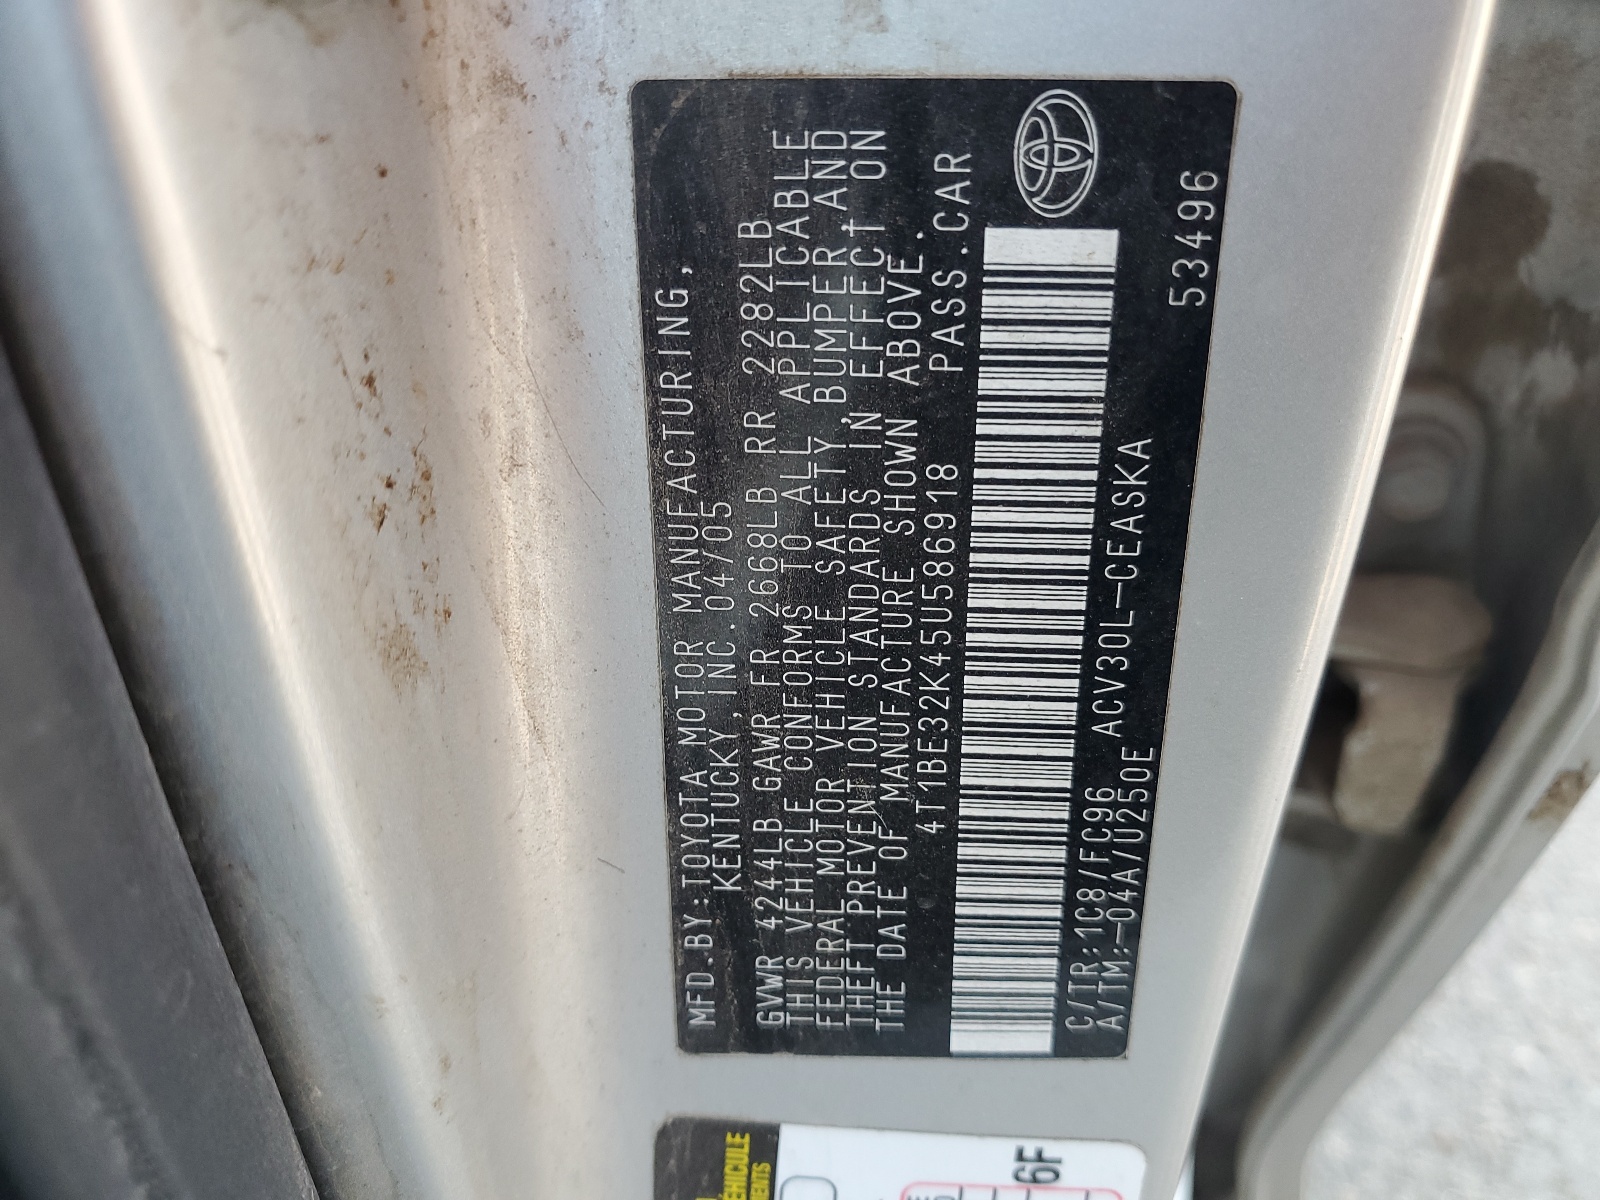 MFD.BY:TOYOTA MOTOR MANUFACTURING,
KENTUCKY, INC. 04/05
GVWR 4244LB GAWR FR 2668LB RR 2282LB
THIS VEHICLE CONFORMS TO ALL APPLICABLE
FEDERAL MOTOR VEHICLE SAFETY, BUMPER, AND
THEFT PREVENTION STANDARDS IN EFFECT ON
THE DATE OF MANUFACTURE SHOWN ABOVE.
4T1BE32K45U586918 PASS.CAR
C/TR:1C8/FC96 ACV30L-CEASKA
A/TM:-04A/U250E 53496
VEHICULE
6F